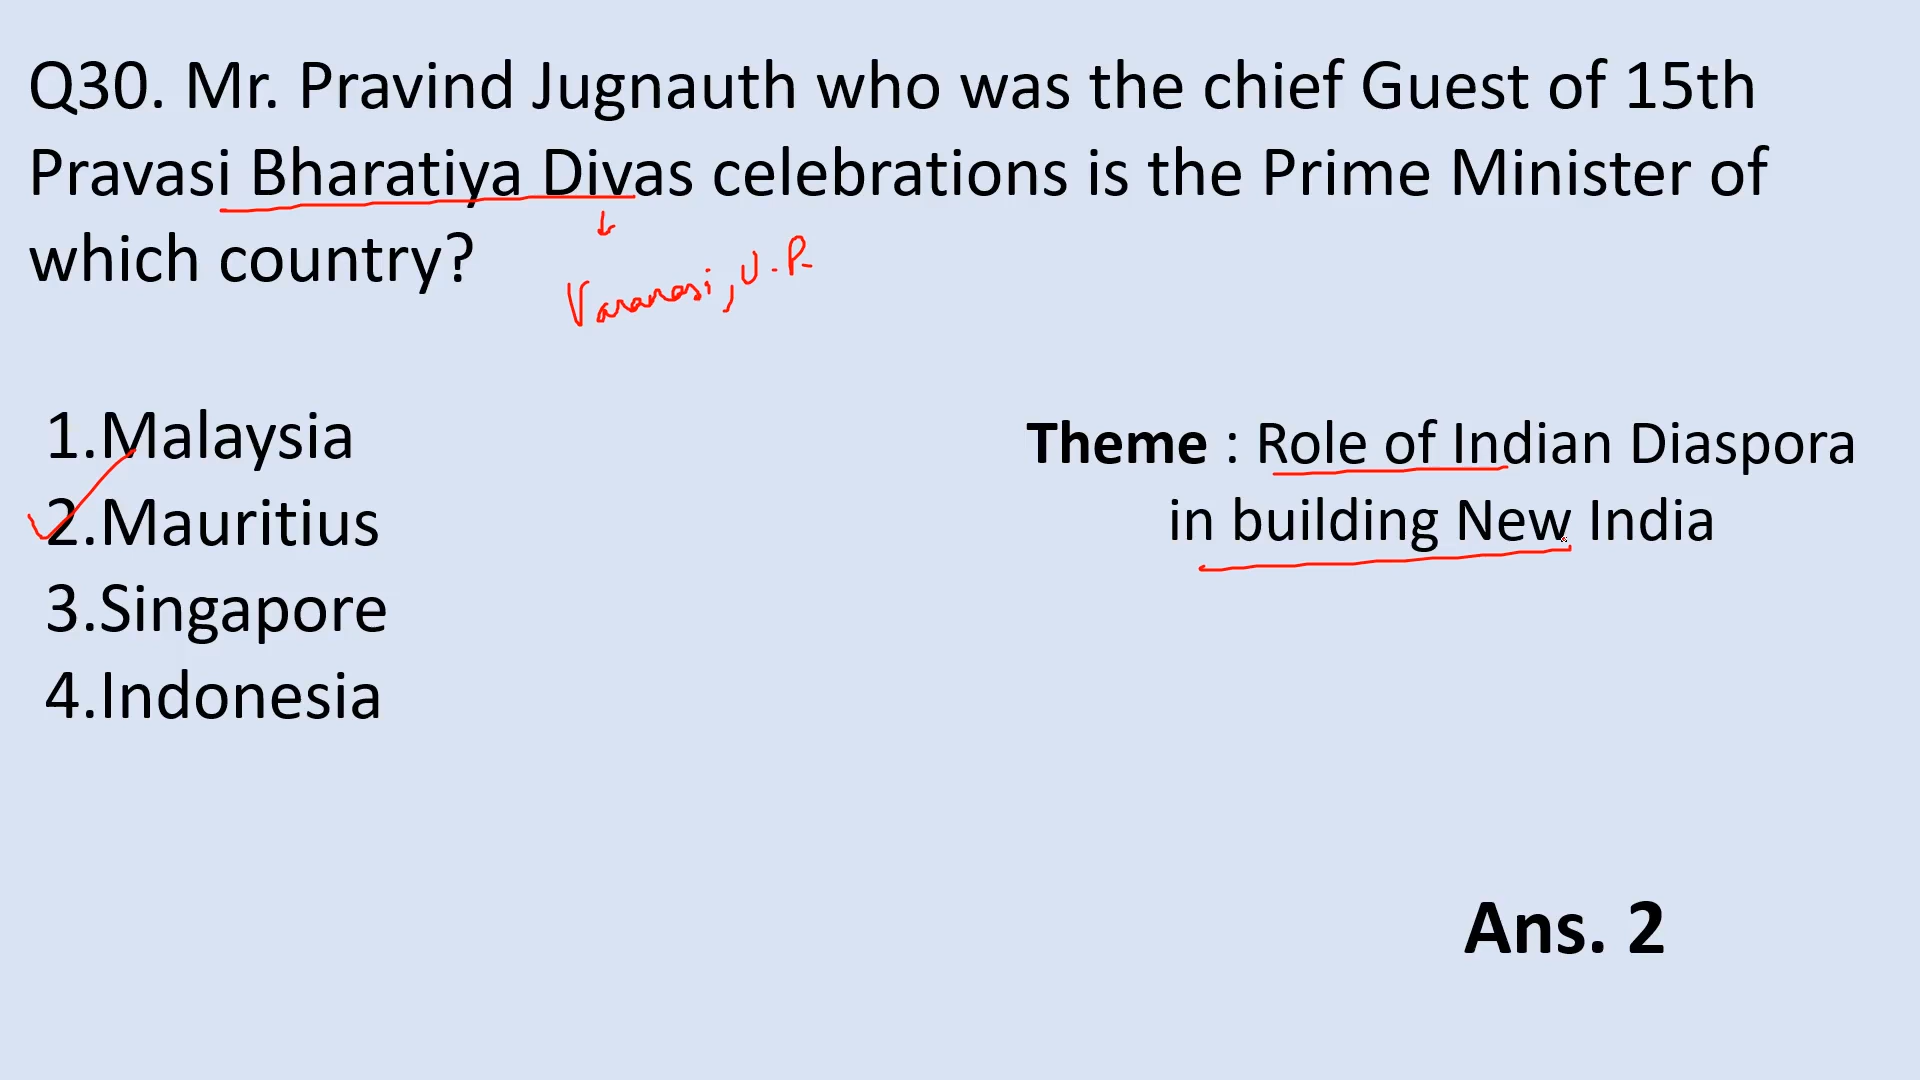 Q30. Mr. Pravind Jugnauth who was the chief Guest of 15th
Pravasi Bharatiya Divas celebrations is the Prime Minister of
which country?
Varanasi, U.P.
1.Malaysia
2.Mauritius
3.Singapore
4.Indonesia
Theme : Role of Indian Diaspora
in building New India
Ans. 2